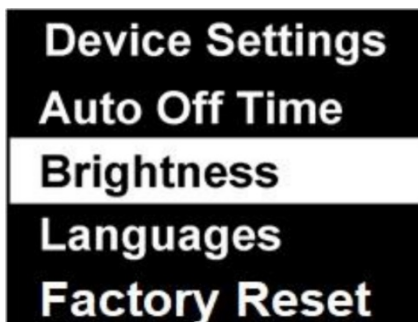 Device Settings
Auto Off Time
Brightness
Languages
Factory Reset